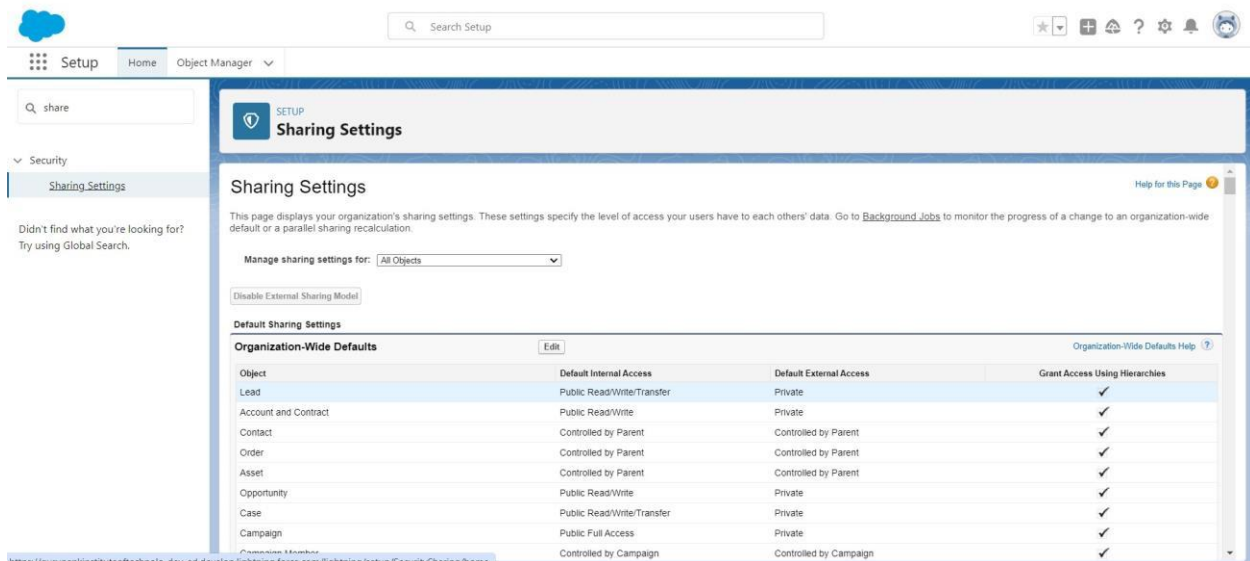 Search Setup
Setup
Home
Object Manager
share
Security
Sharing Settings
Didn't find what you're looking for?
Try using Global Search.
SETUP
Sharing Settings
Sharing Settings
Help for this Page
This page displays your organization's sharing settings. These settings specify the level of access your users have to each others' data. Go to Background Jobs to monitor the progress of a change to an organization-wide
default or a parallel sharing recalculation.
Manage sharing settings for: All Objects
Disable External Sharing Model
Default Sharing Settings
Organization-Wide Defaults Edit Organization-Wide Defaults Help ?
Object Default Internal Access Default External Access Grant Access Using Hierarchies
Lead Public Read/Write/Transfer Private ✓
Account and Contract Public Read/Write Private ✓
Contact Controlled by Parent Controlled by Parent ✓
Order Controlled by Parent Controlled by Parent ✓
Asset Controlled by Parent Controlled by Parent ✓
Opportunity Public Read/Write Private ✓
Case Public Read/Write/Transfer Private ✓
Campaign Public Full Access Private ✓
Campaign Member Controlled by Campaign Controlled by Campaign ✓